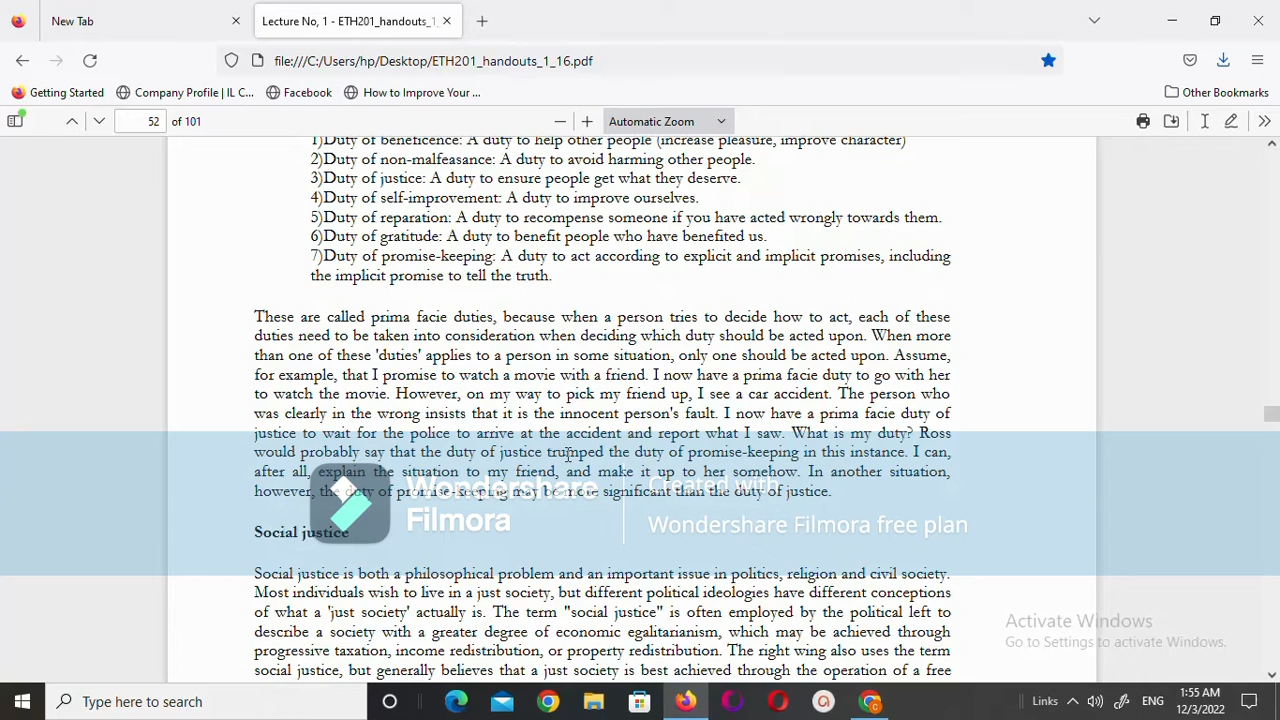 New Tab
Lecture No, 1 - ETH201_handouts_1_
file:///C:/Users/hp/Desktop/ETH201_handouts_1_16.pdf
Getting Started
Company Profile | IL C...
Facebook
How to Improve Your ...
Other Bookmarks
52 of 101
Automatic Zoom
1)Duty of beneficence: A duty to help other people (increase pleasure, improve character)
2)Duty of non-malfeasance: A duty to avoid harming other people.
3)Duty of justice: A duty to ensure people get what they deserve.
4)Duty of self-improvement: A duty to improve ourselves.
5)Duty of reparation: A duty to recompense someone if you have acted wrongly towards them.
6)Duty of gratitude: A duty to benefit people who have benefited us.
7)Duty of promise-keeping: A duty to act according to explicit and implicit promises, including
the implicit promise to tell the truth.
These are called prima facie duties, because when a person tries to decide how to act, each of these
duties need to be taken into consideration when deciding which duty should be acted upon. When more
than one of these 'duties' applies to a person in some situation, only one should be acted upon. Assume,
for example, that I promise to watch a movie with a friend. I now have a prima facie duty to go with her
to watch the movie. However, on my way to pick my friend up, I see a car accident. The person who
was clearly in the wrong insists that it is the innocent person's fault. I now have a prima facie duty of
justice to wait for the police to arrive at the accident and report what I saw. What is my duty? Ross
would probably say that the duty of justice trumped the duty of promise-keeping in this instance. I can,
after all, explain the situation to my friend, and make it up to her somehow. In another situation,
however, the duty of promise-keeping may be more significant than the duty of justice.
Wondershare
Filmora
Created with
Wondershare Filmora free plan
Social justice
Social justice is both a philosophical problem and an important issue in politics, religion and civil society.
Most individuals wish to live in a just society, but different political ideologies have different conceptions
of what a 'just society' actually is. The term "social justice" is often employed by the political left to
describe a society with a greater degree of economic egalitarianism, which may be achieved through
progressive taxation, income redistribution, or property redistribution. The right wing also uses the term
social justice, but generally believes that a just society is best achieved through the operation of a free
Activate Windows
Go to Settings to activate Windows.
Type here to search
Links
ENG
1:55 AM
12/3/2022